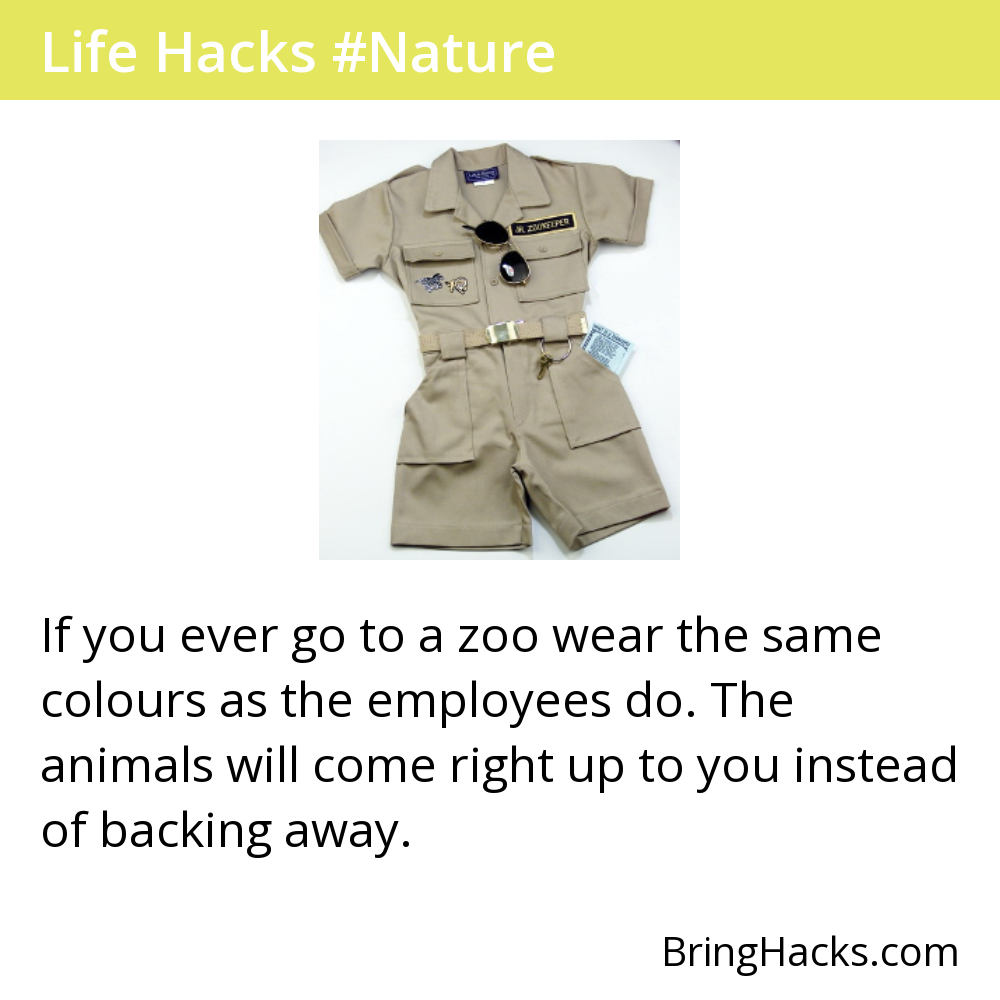 Life Hacks #Nature
JR. ZOOKEEPER
If you ever go to a zoo wear the same
colours as the employees do. The
animals will come right up to you instead
of backing away.
BringHacks.com